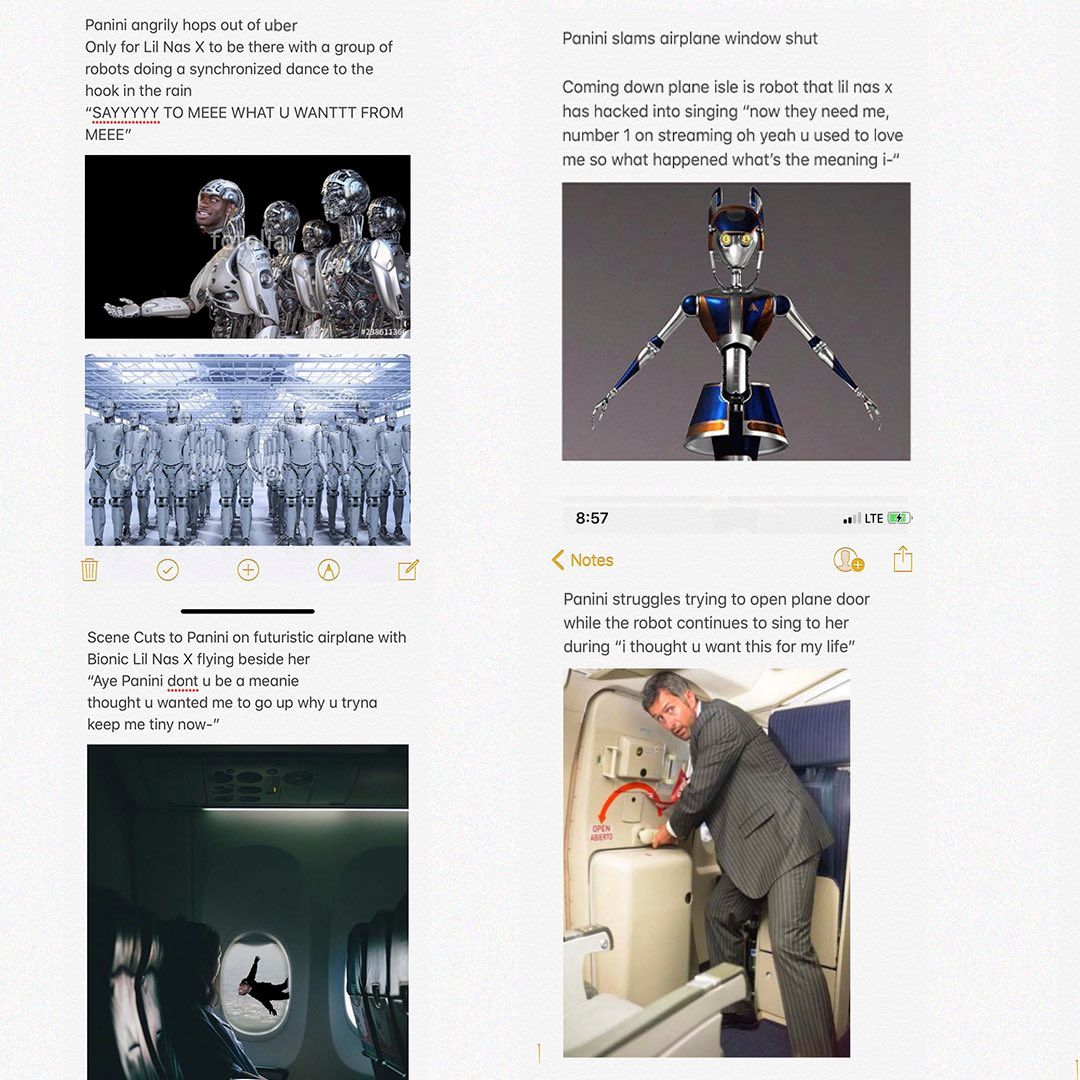 Panini angrily hops out of uber
Only for Lil Nas X to be there with a group of
robots doing a synchronized dance to the
hook in the rain
“SAYYYYY TO MEEE WHAT U WANTTT FROM
MEEE”
fotolia
#238611366
Scene Cuts to Panini on futuristic airplane with
Bionic Lil Nas X flying beside her
“Aye Panini dont u be a meanie
thought u wanted me to go up why u tryna
keep me tiny now-”
Panini slams airplane window shut
Coming down plane isle is robot that lil nas x
has hacked into singing “now they need me,
number 1 on streaming oh yeah u used to love
me so what happened what’s the meaning i-“
8:57
LTE
Notes
Panini struggles trying to open plane door
while the robot continues to sing to her
during “i thought u want this for my life”
OPEN
ABIERTO